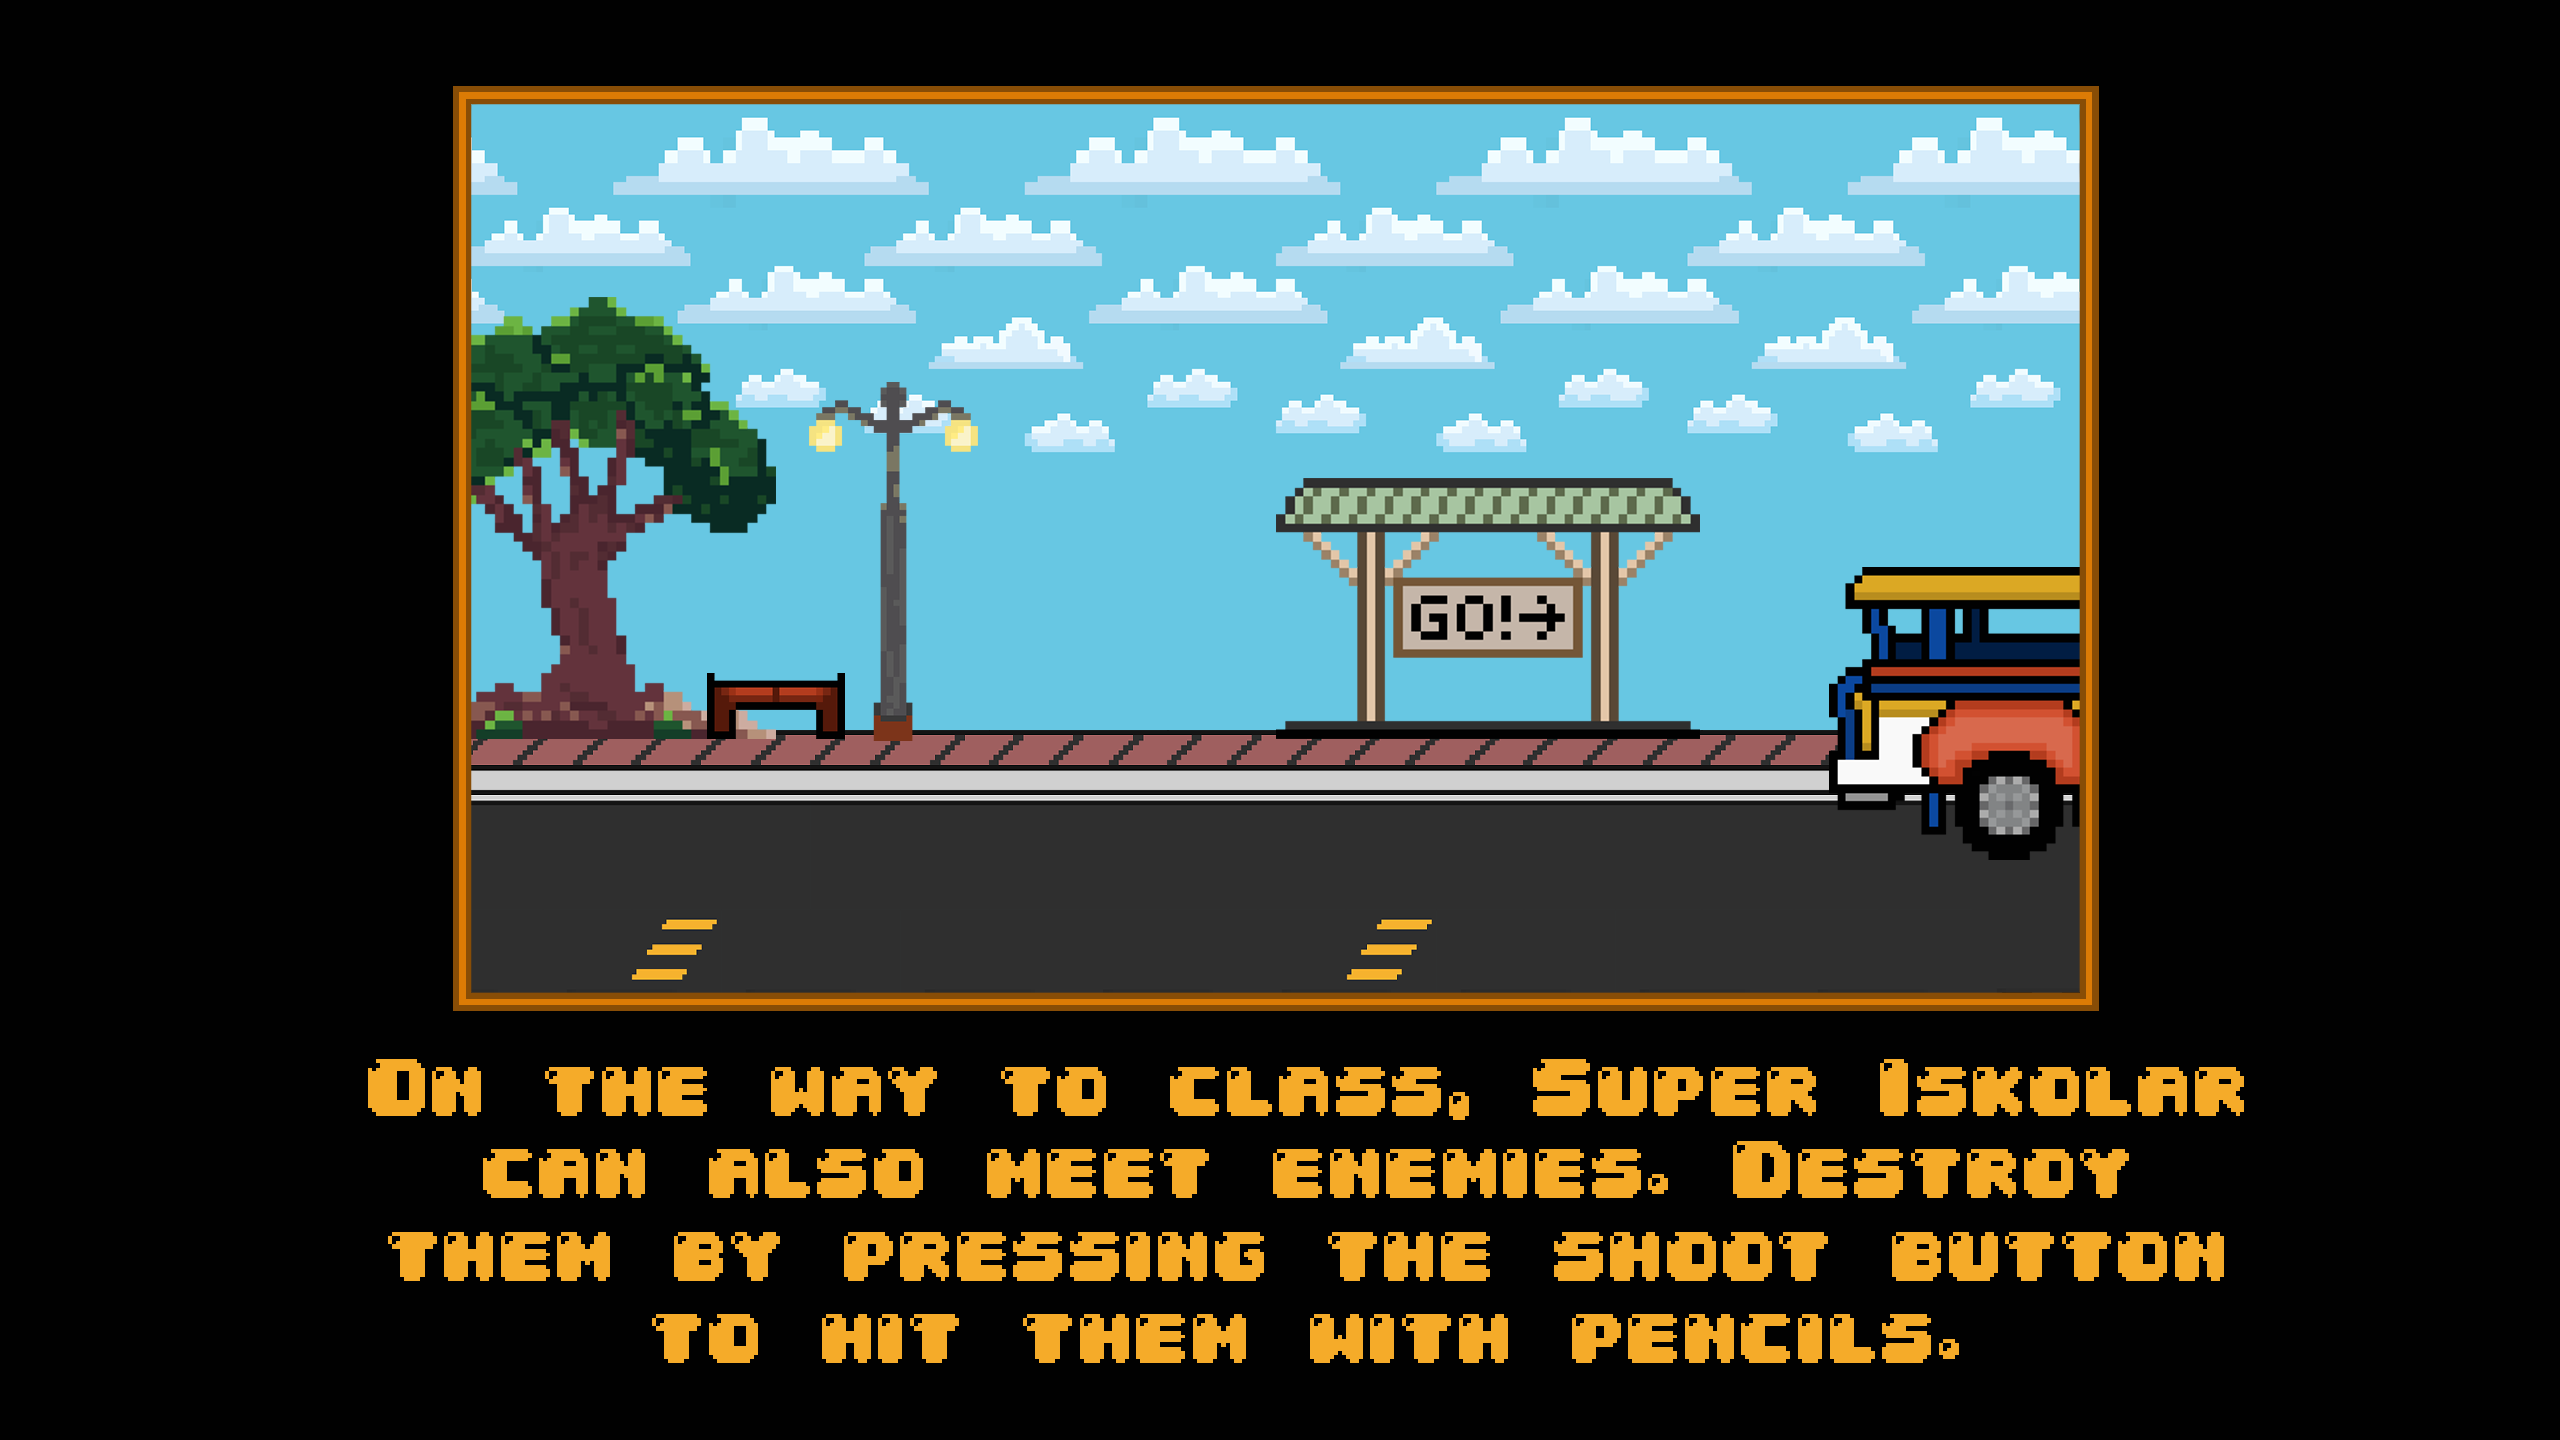 GO!→
On the way to class, Super Iskolar
can also meet enemies. Destroy
them by pressing the shoot button
to hit them with pencils.